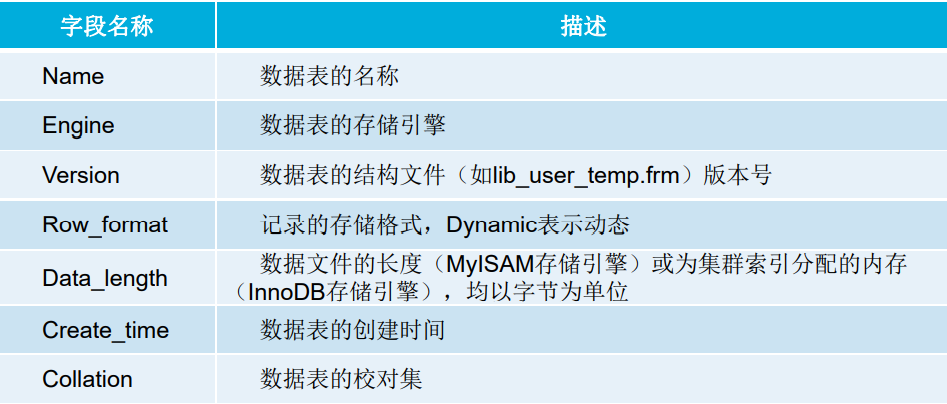 字段名称 描述
Name 数据表的名称
Engine 数据表的存储引擎
Version 数据表的结构文件（如lib_user_temp.frm）版本号
Row_format 记录的存储格式，Dynamic表示动态
Data_length 数据文件的长度（MyISAM存储引擎）或为集群索引分配的内存
（InnoDB存储引擎），均以字节为单位
Create_time 数据表的创建时间
Collation 数据表的校对集